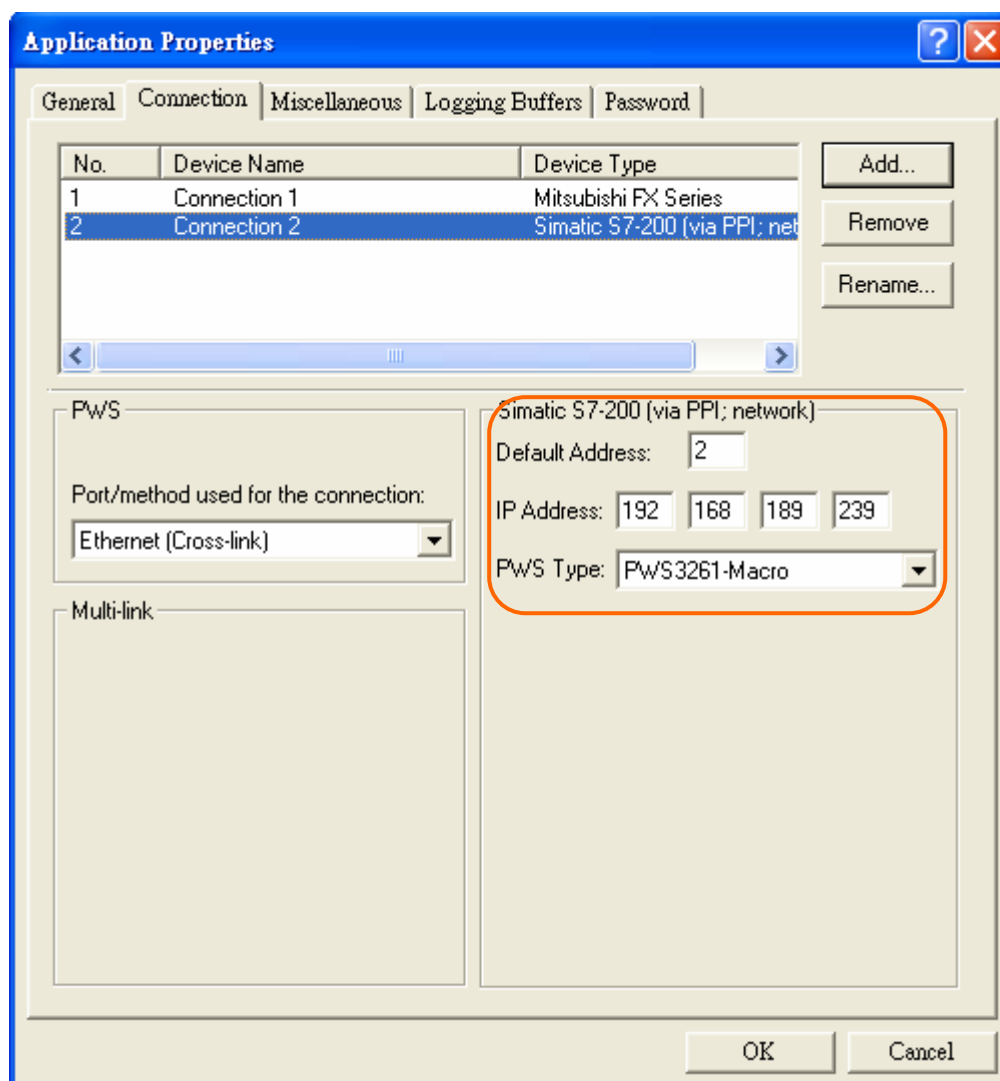 Application Properties
General Connection Miscellaneous Logging Buffers Password
No. Device Name Device Type
1 Connection 1 Mitsubishi FX Series
2 Connection 2 Simatic S7-200 (via PPI; net
Add...
Remove
Rename...
PWS
Port/method used for the connection:
Ethernet (Cross-link)
Multi-link
Simatic S7-200 (via PPI; network)
Default Address: 2
IP Address: 192 168 189 239
PWS Type: PWS3261-Macro
OK Cancel